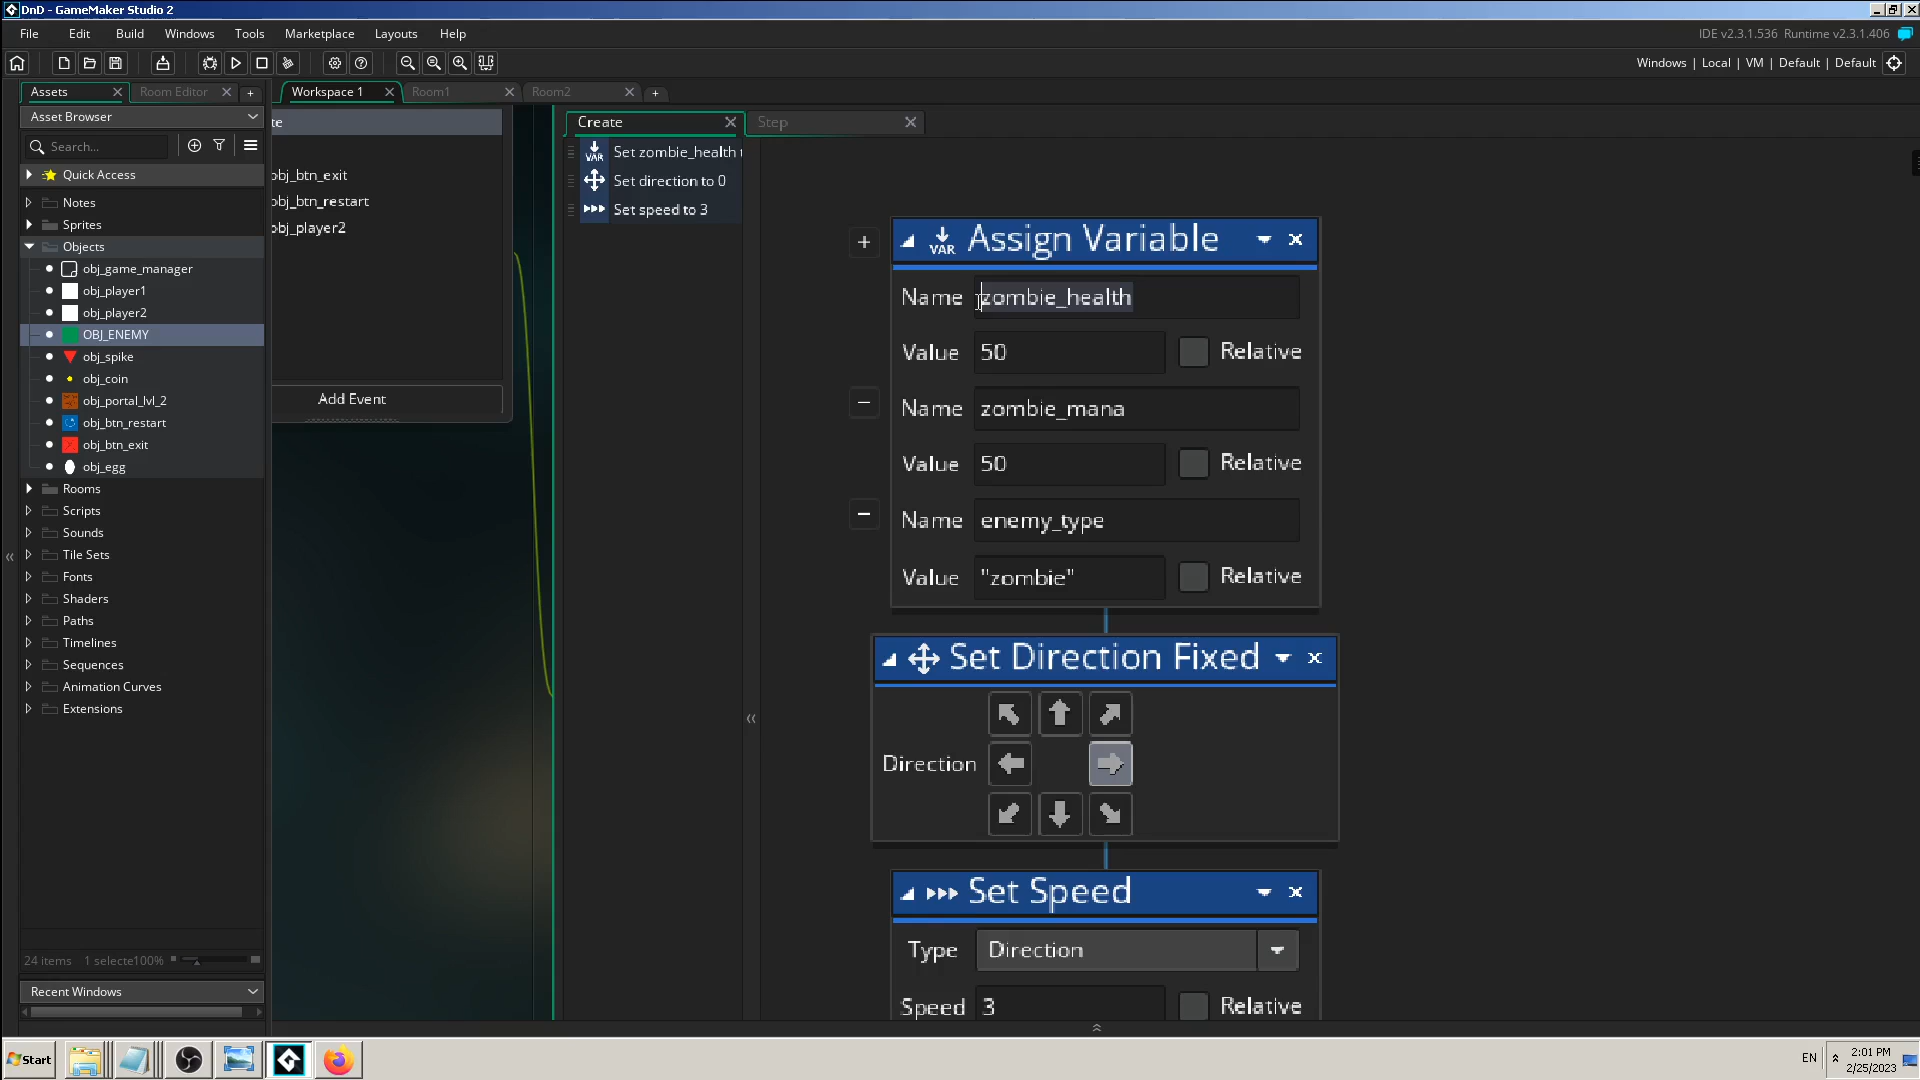 DnD - GameMaker Studio 2
File Edit Build Windows Tools Marketplace Layouts Help
IDE v2.3.1.536 Runtime v2.3.1.406
Windows | Local | VM | Default | Default
Assets
Room Editor
Workspace 1
Room1
Room2
Asset Browser
Search...
Quick Access
Notes
Sprites
Objects
obj_game_manager
obj_player1
obj_player2
OBJ_ENEMY
obj_spike
obj_coin
obj_portal_lvl_2
obj_btn_restart
obj_btn_exit
obj_egg
Rooms
Scripts
Sounds
Tile Sets
Fonts
Shaders
Paths
Timelines
Sequences
Animation Curves
Extensions
24 items 1 selecte100%
Recent Windows
te
obj_btn_exit
obj_btn_restart
obj_player2
Add Event
Create
Step
Set zombie_health t
Set direction to 0
Set speed to 3
VAR Assign Variable
Name zombie_health
Value 50 Relative
Name zombie_mana
Value 50 Relative
Name enemy_type
Value "zombie" Relative
Set Direction Fixed
Direction
Set Speed
Type Direction
Speed 3 Relative
Start
EN
2:01 PM
2/25/2023